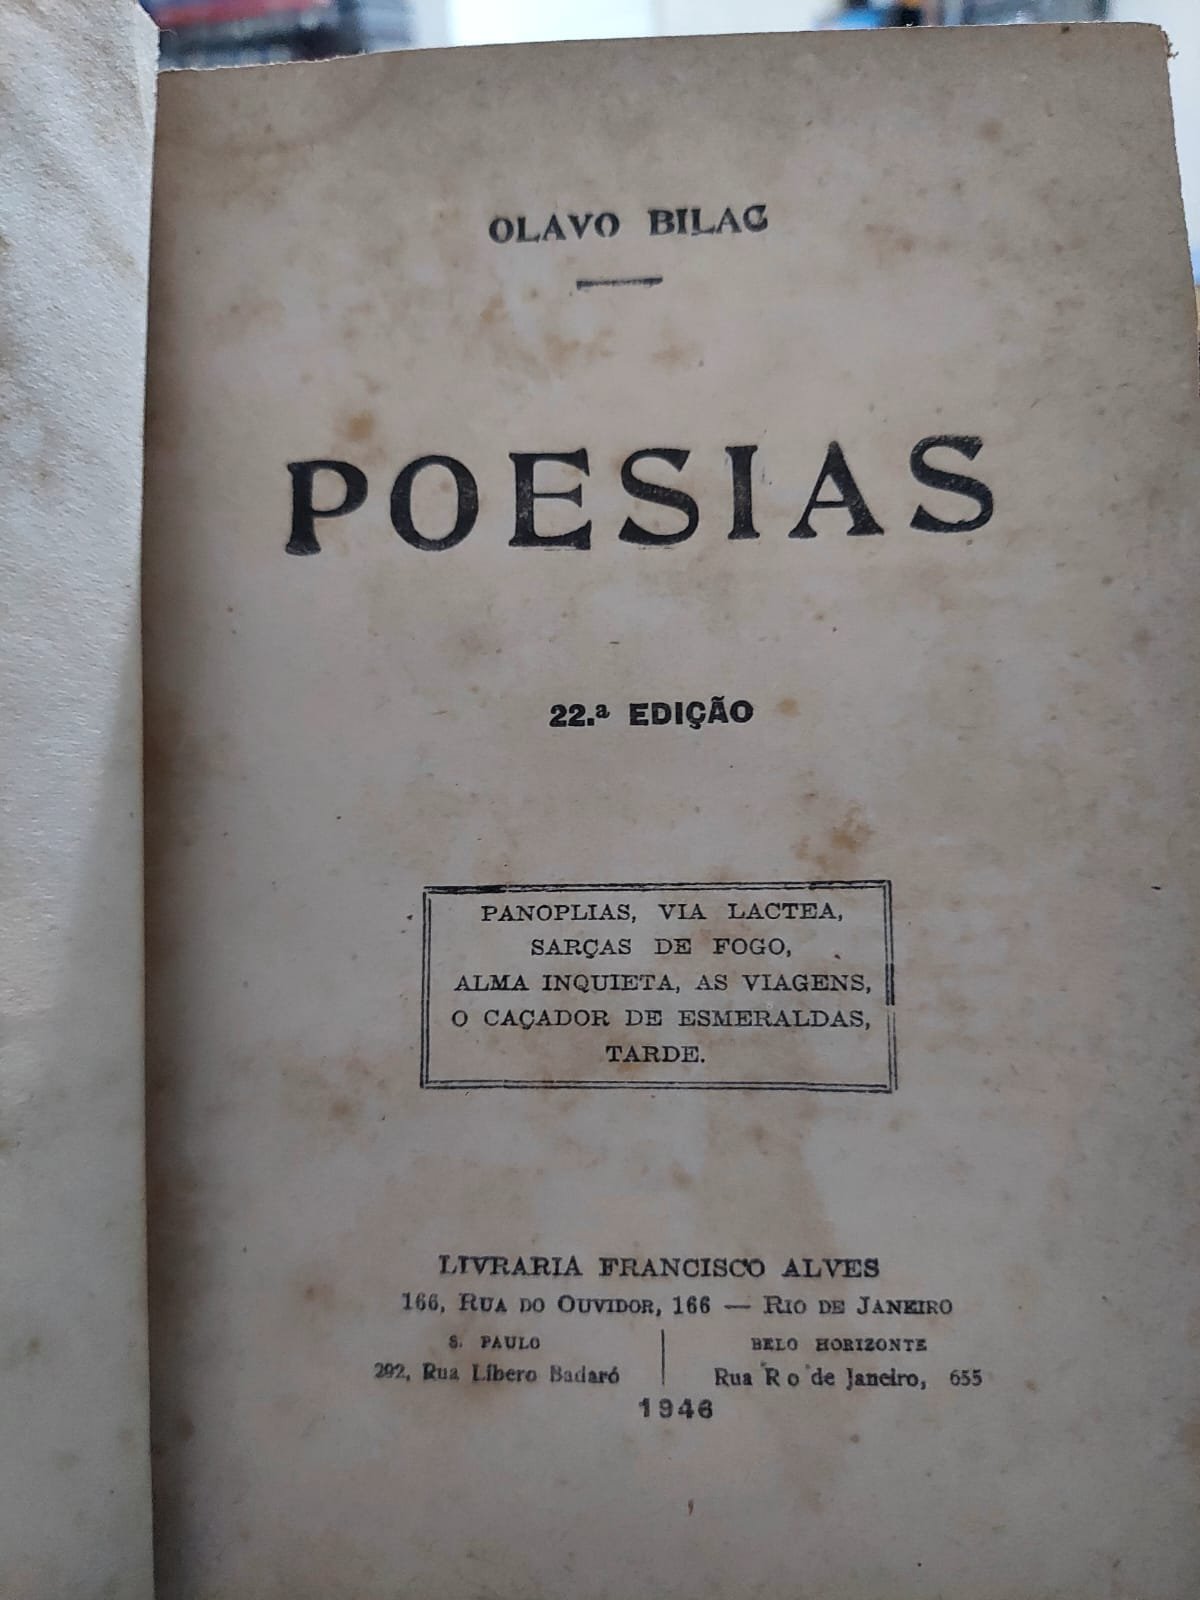 OLAVO BILAC
POESIAS
22.ª EDIÇÃO
PANOPLIAS, VIA LACTEA,
SARÇAS DE FOGO,
ALMA INQUIETA, AS VIAGENS,
O CAÇADOR DE ESMERALDAS,
TARDE.
LIVRARIA FRANCISCO ALVES
166, RUA DO OUVIDOR, 166 — RIO DE JANEIRO
S. PAULO
292, Rua Líbero Badaró
BELO HORIZONTE
Rua R o de Janeiro, 655
1946